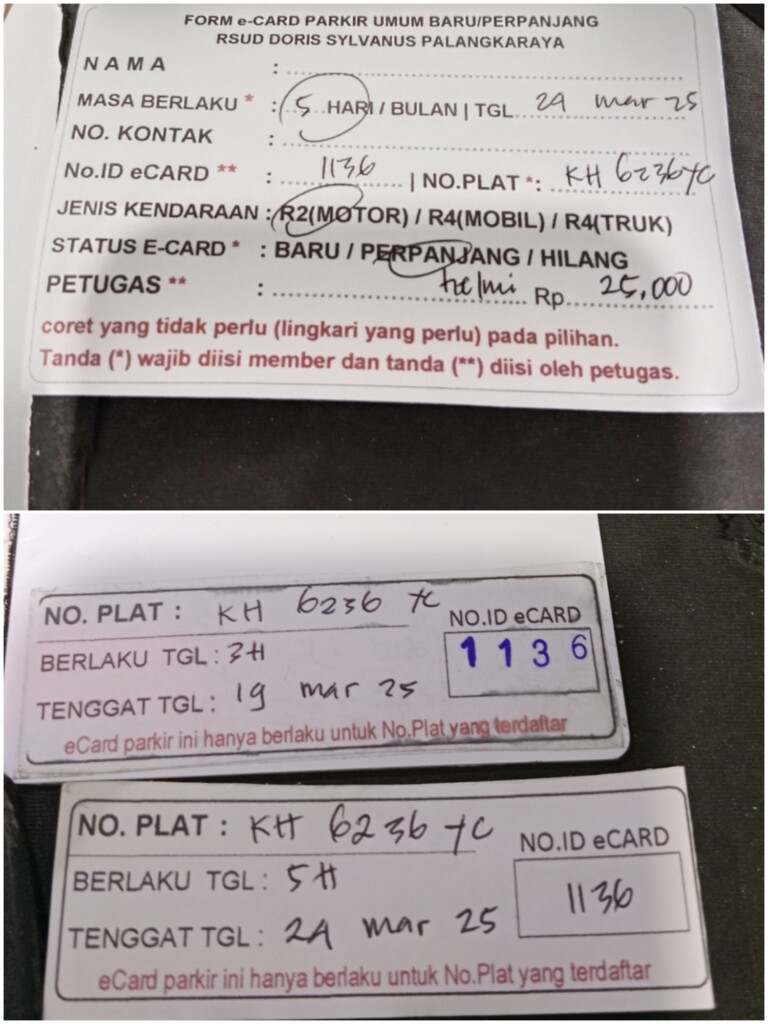 FORM e-CARD PARKIR UMUM BARU/PERPANJANG
RSUD DORIS SYLVANUS PALANGKARAYA
NAMA :
MASA BERLAKU * : 5 HARI / BULAN | TGL 24 mar 25
NO. KONTAK :
No.ID eCARD ** : 1136 | NO.PLAT *: KH 6236 YC
JENIS KENDARAAN : R2(MOTOR) / R4(MOBIL) / R4(TRUK)
STATUS E-CARD * : BARU / PERPANJANG / HILANG
PETUGAS ** : helmi Rp. 25,000
coret yang tidak perlu (lingkari yang perlu) pada pilihan.
Tanda (*) wajib diisi member dan tanda (**) diisi oleh petugas.
NO. PLAT : KH 6236 YC
NO.ID eCARD
BERLAKU TGL : 3H
1136
TENGGAT TGL : 19 mar 25
eCard parkir ini hanya berlaku untuk No.Plat yang terdaftar
NO. PLAT : KH 6236 YC
NO.ID eCARD
BERLAKU TGL : 5H
1136
TENGGAT TGL : 24 mar 25
eCard parkir ini hanya berlaku untuk No.Plat yang terdaftar